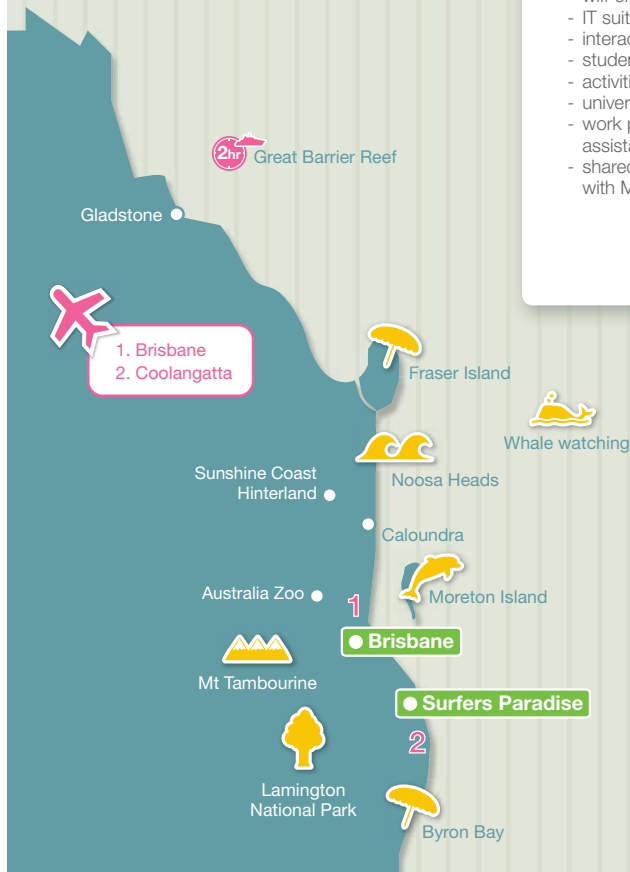 - IT suit
- interac
- studen
- activiti
- univer
- work p
assista
- shared
with M
2hr
Great Barrier Reef
Gladstone
1. Brisbane
2. Coolangatta
Fraser Island
Whale watching
Noosa Heads
Sunshine Coast
Hinterland
Caloundra
Australia Zoo
1
Moreton Island
Brisbane
Mt Tambourine
Surfers Paradise
2
Lamington
National Park
Byron Bay